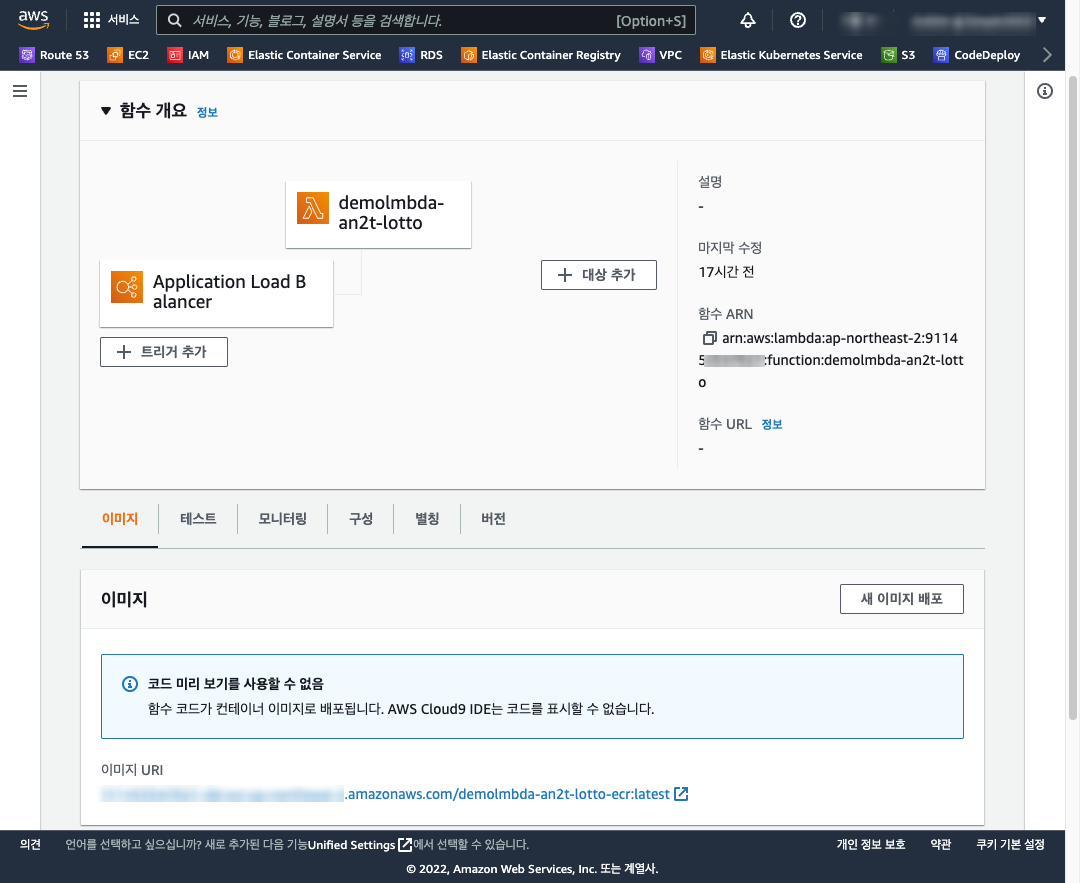 aws
서비스
서비스, 기능, 블로그, 설명서 등을 검색합니다.
[Option+S]
Route 53
EC2
IAM
Elastic Container Service
RDS
Elastic Container Registry
VPC
Elastic Kubernetes Service
S3
CodeDeploy
▼ 함수 개요 정보
demolmbda-
an2t-lotto
Application Load B
alancer
+ 트리거 추가
+ 대상 추가
설명
-
마지막 수정
17시간 전
함수 ARN
arn:aws:lambda:ap-northeast-2:9114
5 :function:demolmbda-an2t-lott
o
함수 URL 정보
-
이미지
테스트
모니터링
구성
별칭
버전
이미지
새 이미지 배포
코드 미리 보기를 사용할 수 없음
함수 코드가 컨테이너 이미지로 배포됩니다. AWS Cloud9 IDE는 코드를 표시할 수 없습니다.
이미지 URI
.amazonaws.com/demolmbda-an2t-lotto-ecr:latest
의견
언어를 선택하고 싶으십니까? 새로 추가된 다음 기능Unified Settings에서 선택할 수 있습니다.
개인 정보 보호
약관
쿠키 기본 설정
© 2022, Amazon Web Services, Inc. 또는 계열사.